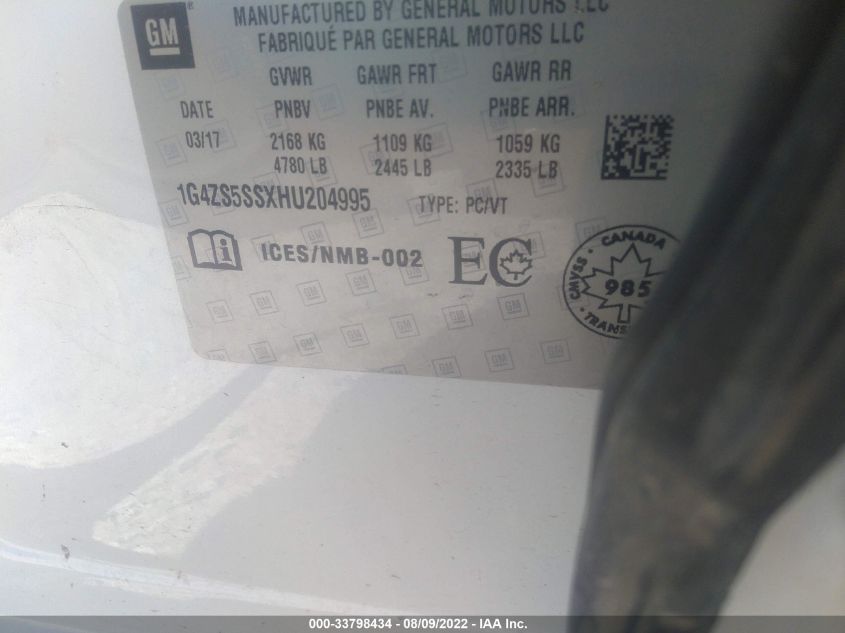 GM ®
MANUFACTURED BY GENERAL MOTORS LLC
FABRIQUÉ PAR GENERAL MOTORS LLC
GVWR GAWR FRT GAWR RR
DATE PNBV PNBE AV. PNBE ARR.
03/17 2168 KG 1109 KG 1059 KG
4780 LB 2445 LB 2335 LB
1G4ZS5SSXHU204995 TYPE: PC/VT
i ICES/NMB-002 EC
CANADA
CMVSS 985
TRANS
000-33798434 - 08/09/2022 - IAA Inc.